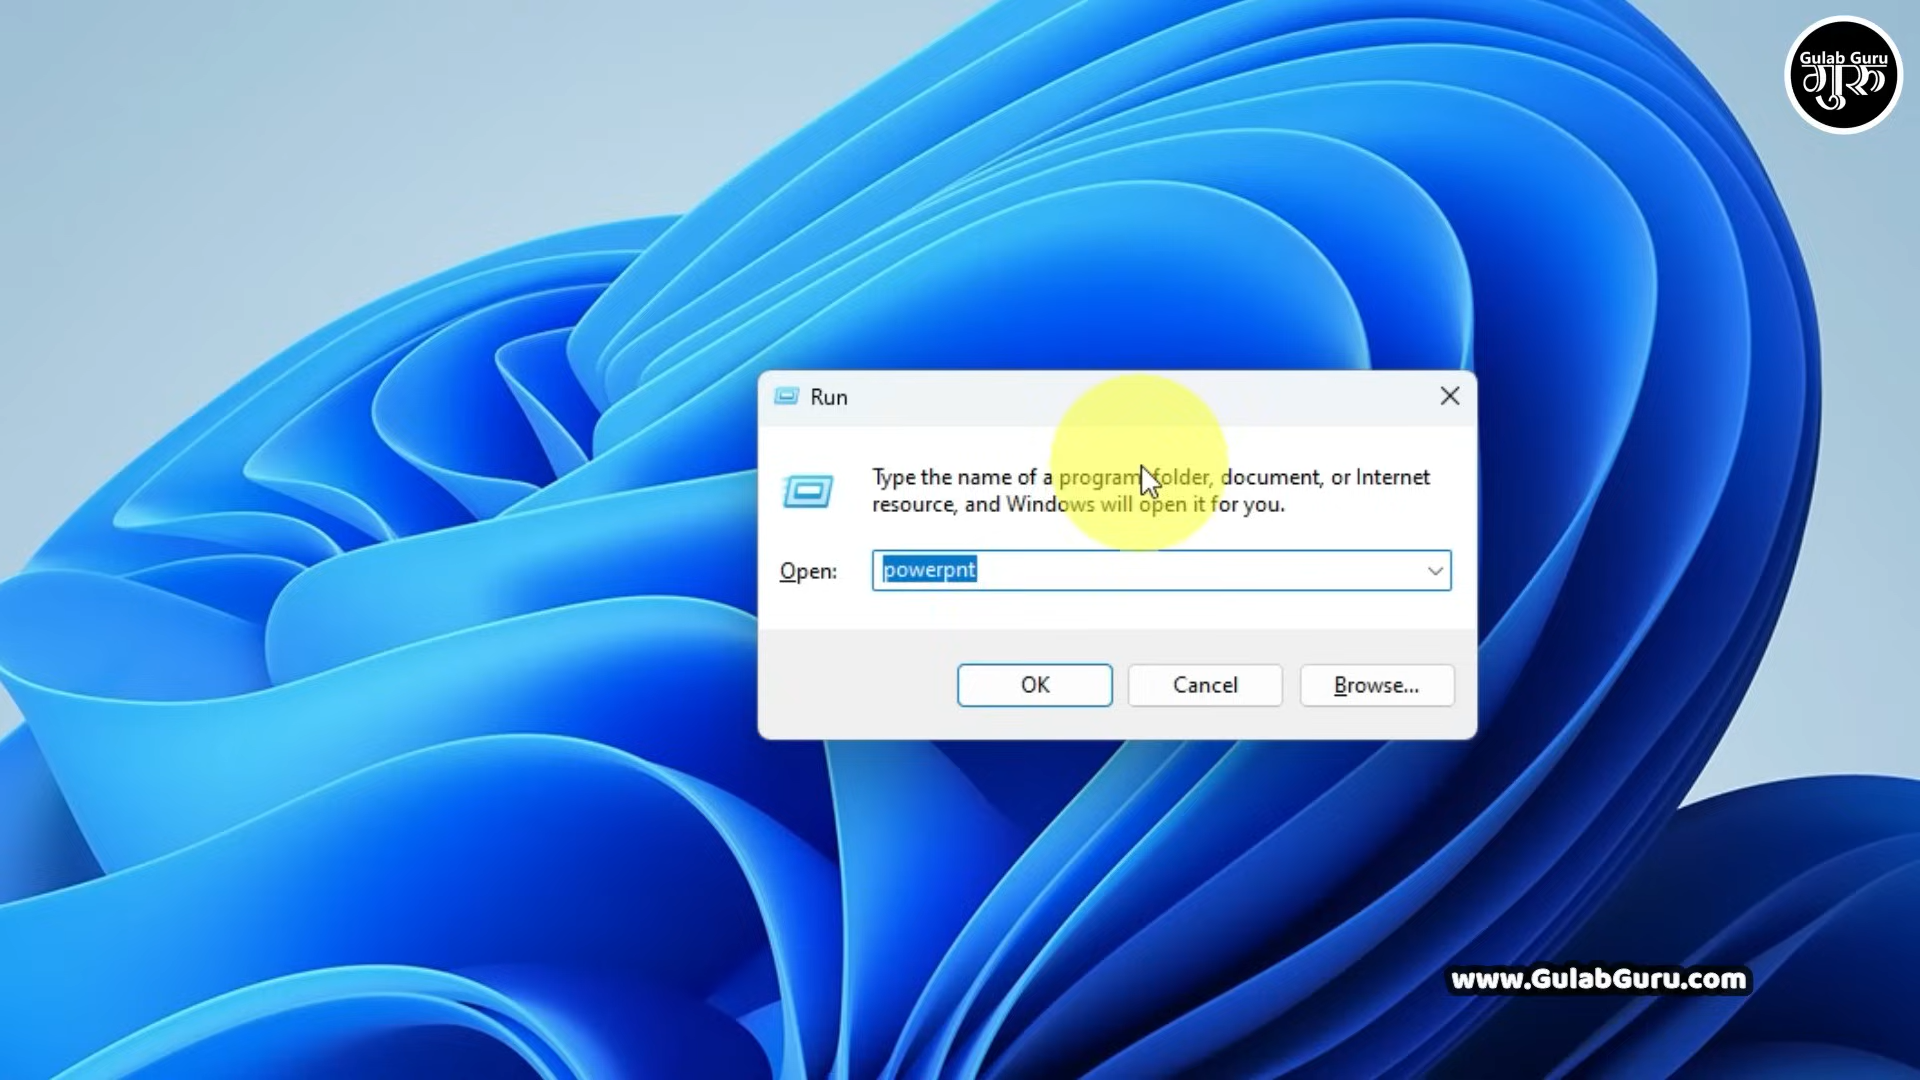 Gulab Guru
गुरु
Run
Type the name of a program, folder, document, or Internet
resource, and Windows will open it for you.
Open:
powerpnt
OK
Cancel
Browse...
www.GulabGuru.com